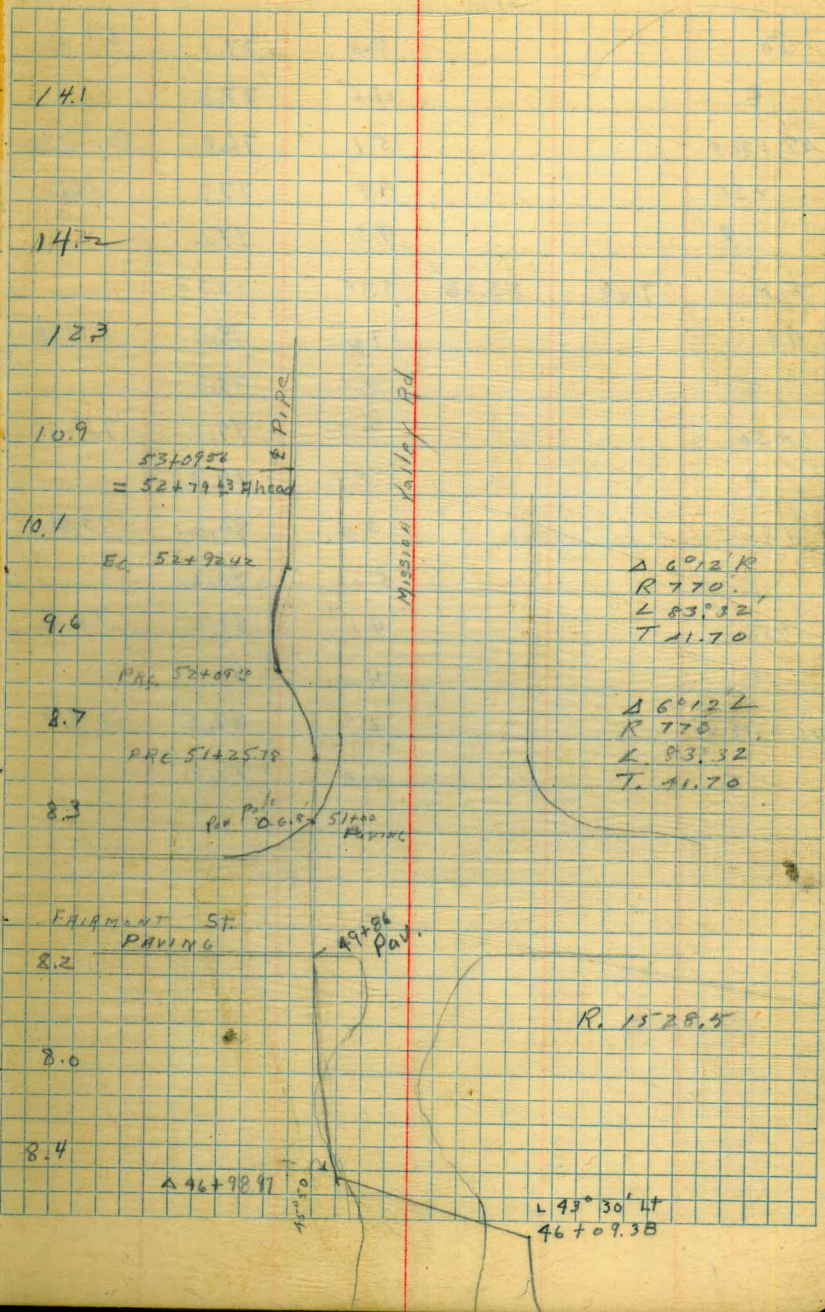 14.1
14.2
12.3
10.9
℄ Pipe
Mission Valley Rd
53+09.56
= 52+79.63 Ahead
10.1
EC. 52+92.42
Δ 6°12' R
R 770.
L 83.32'
T 41.70
9.6
PRC 52+09.10
8.7
Δ 6°12' L
R 770
L. 83.32
T. 41.70
PRC 51+25.78
8.3
51+00
Paving
FAIRMONT St.
PAVING
49+86
Pav.
8.2
R. 1528.5
8.0
8.4
Δ 46+98.97
45°50'
L 43° 30' Lt
46+09.38